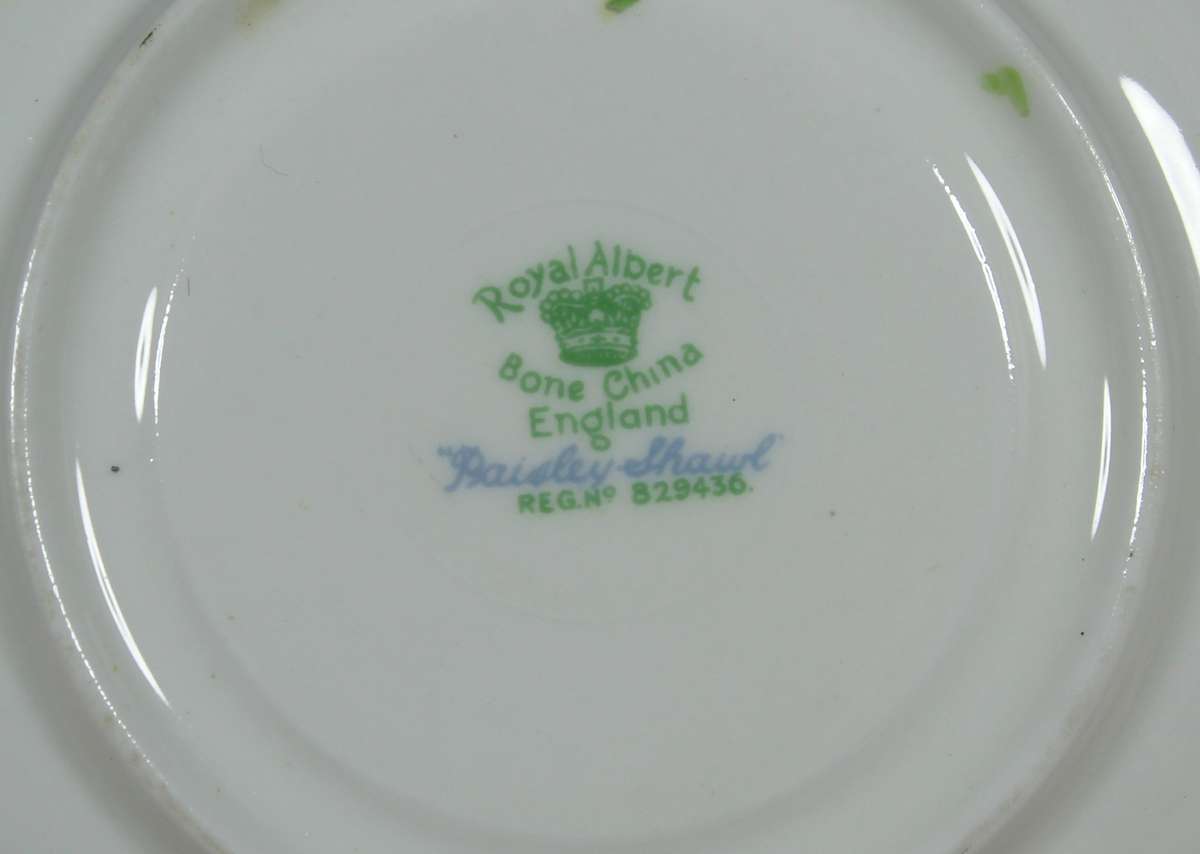 Royal Albert
Bone China
England
"Paisley-Shawl"
REG.Nº 829436.